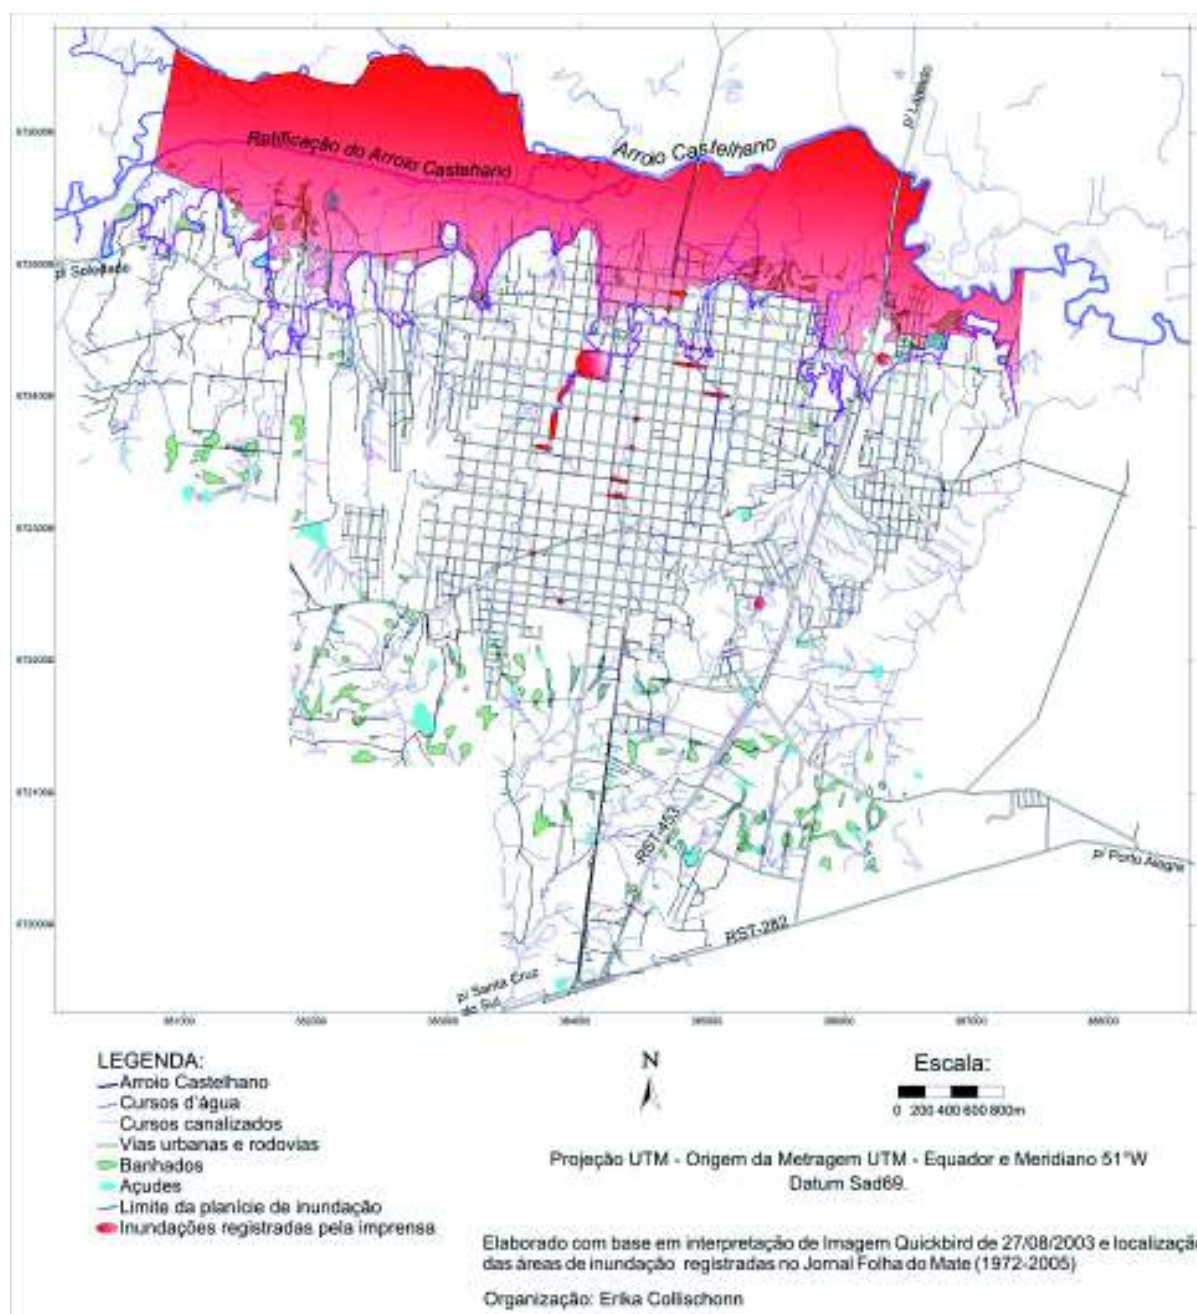 p/ Lajeado
Retificação do Arroio Castelhano
Arroio Castelhano
p/ Soledade
RST-453
p/ Porto Alegre
RST-282
p/ Santa Cruz
do Sul
LEGENDA:
Arroio Castelhano
Cursos d'água
Cursos canalizados
Vias urbanas e rodovias
Banhados
Açudes
Limite da planície de inundação
Inundações registradas pela imprensa
N
Escala:
0 200 400 600 800m
Projeção UTM - Origem da Metragem UTM - Equador e Meridiano 51°W
Datum Sad69.
Elaborado com base em interpretação de Imagem Quickbird de 27/08/2003 e localização
das áreas de inundação registradas no Jornal Folha do Mate (1972-2005)
Organização: Erika Collischonn